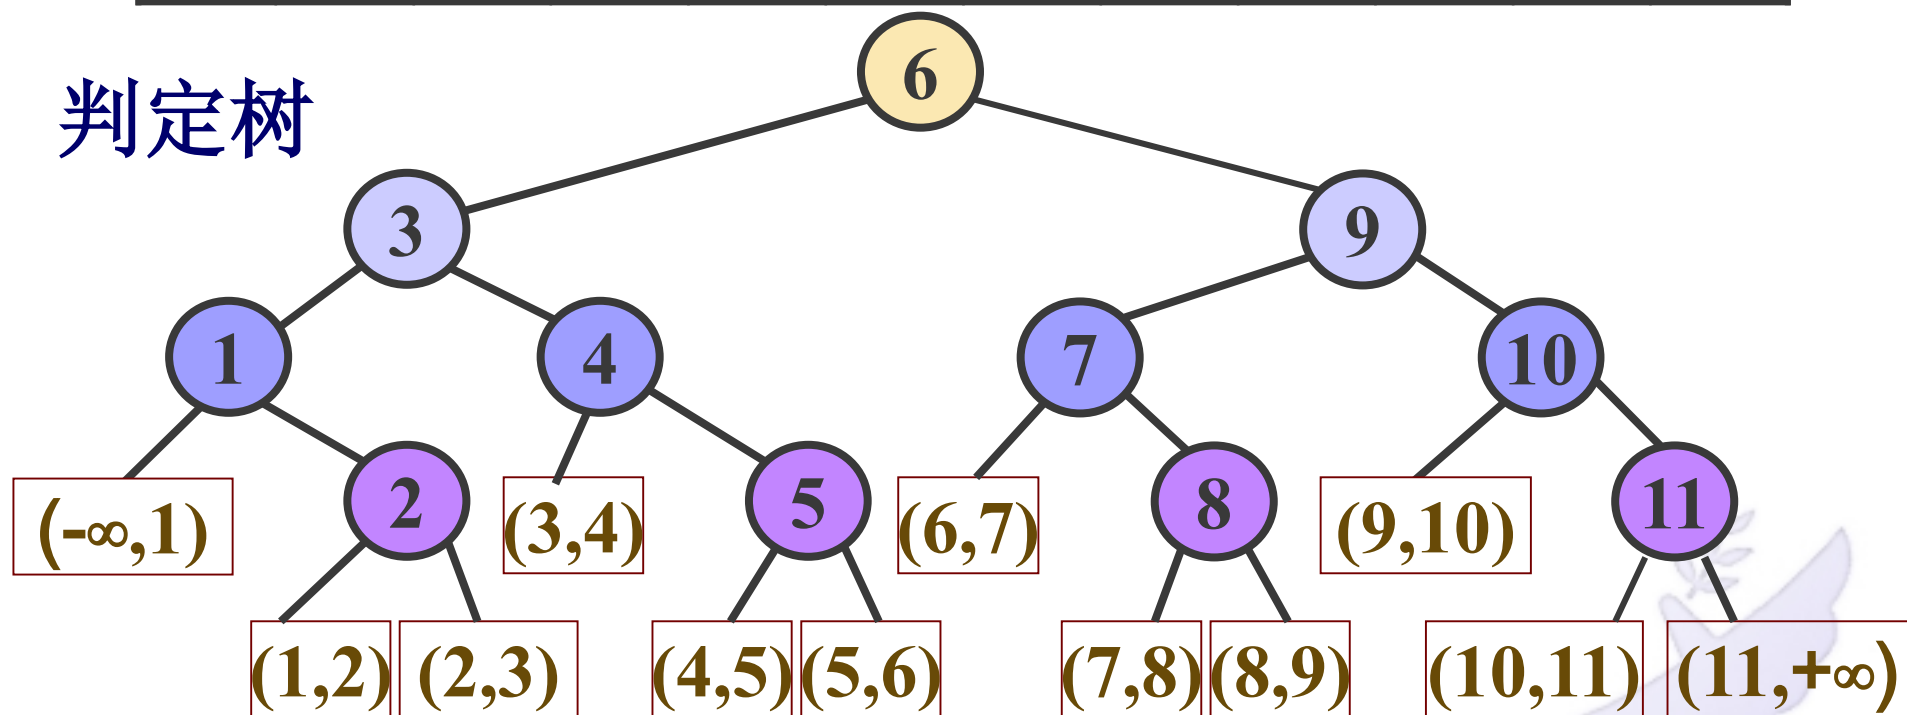 6
判定树
3 9
1 4 7 10
(-∞,1) 2 (3,4) 5 (6,7) 8 (9,10) 11
(1,2) (2,3) (4,5) (5,6) (7,8) (8,9) (10,11) (11,+∞)